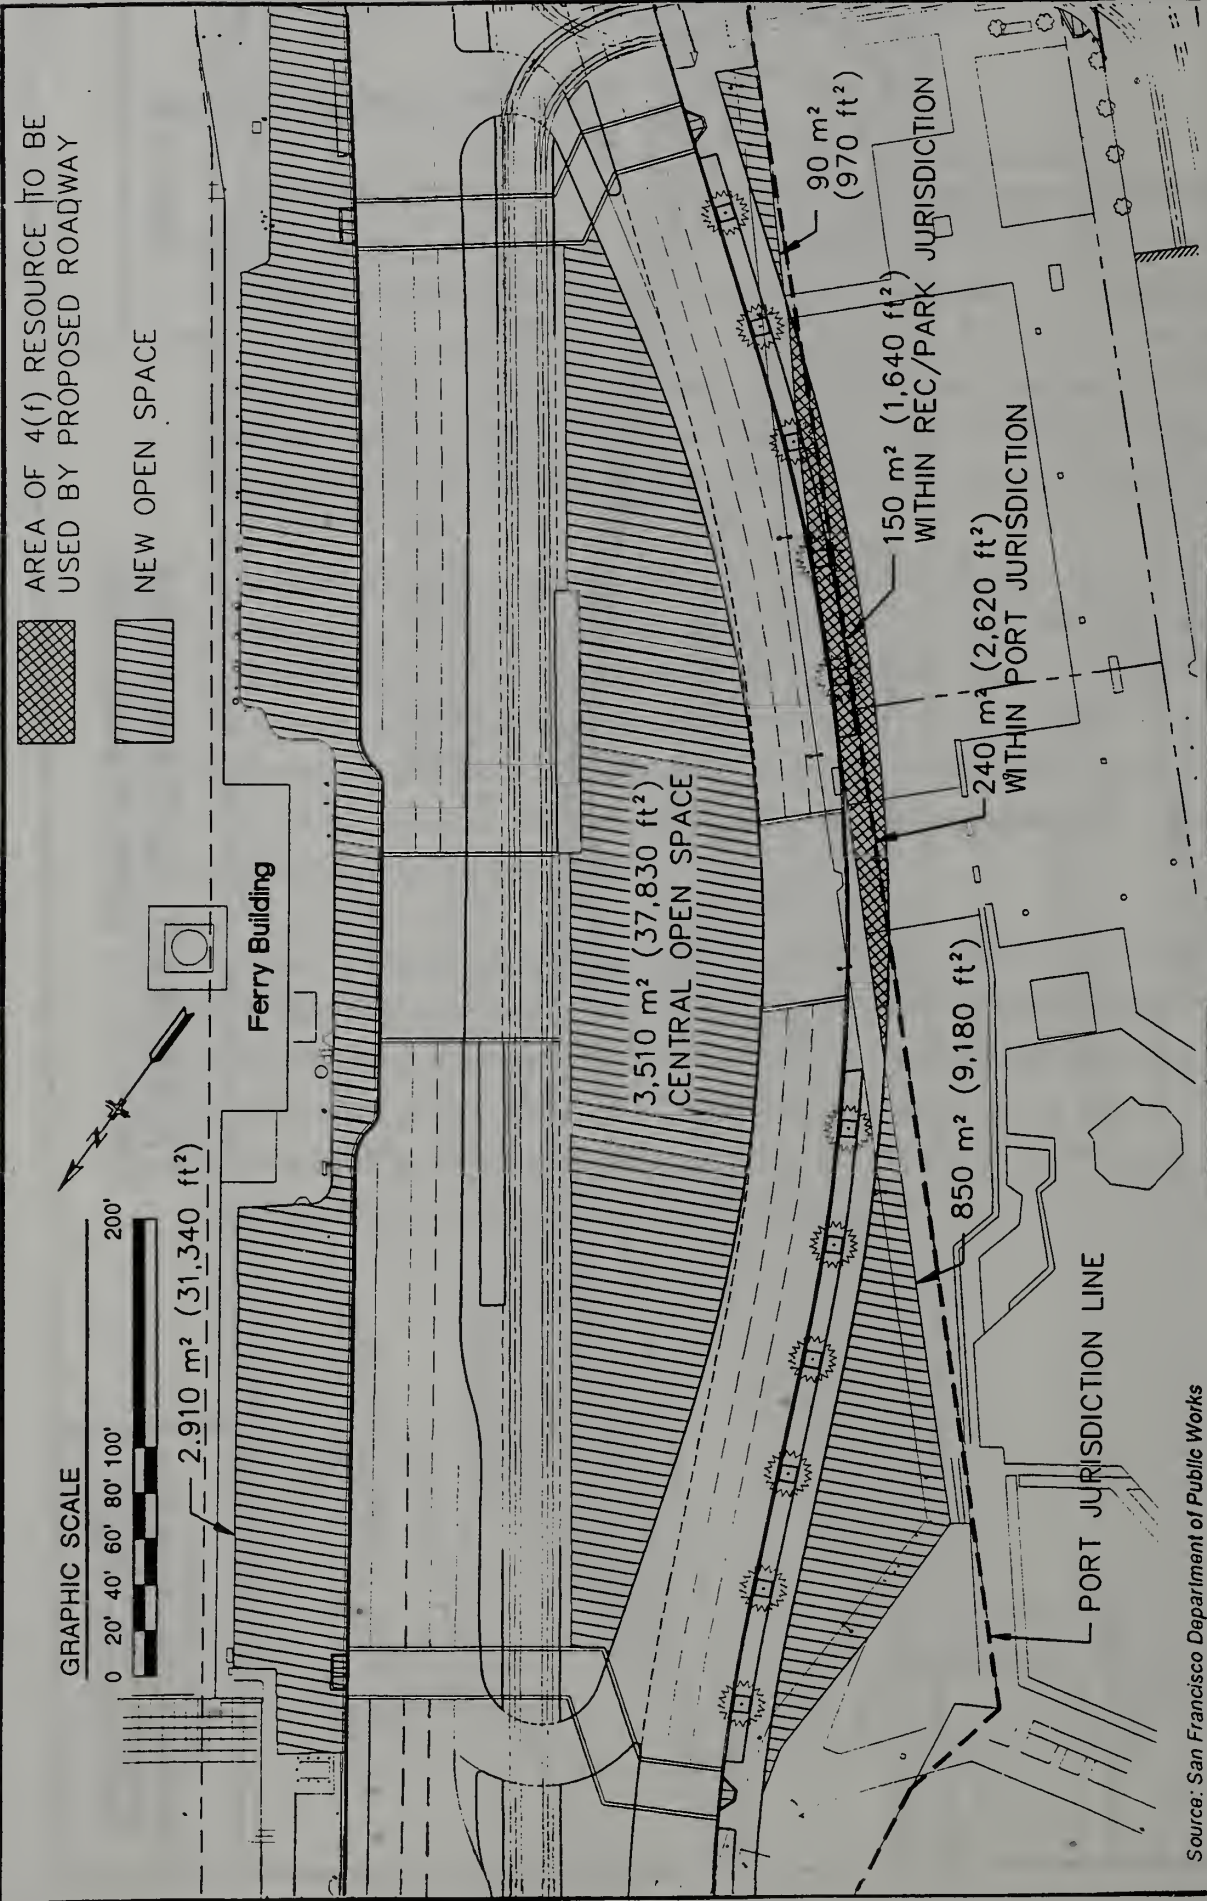 GRAPHIC SCALE
0 20' 40' 60' 80' 100' 200'
AREA OF 4(f) RESOURCE TO BE
USED BY PROPOSED ROADWAY
NEW OPEN SPACE
2.910 m² (31,340 ft²)
N
Ferry Building
3,510 m² (37,830 ft²)
CENTRAL OPEN SPACE
90 m²
(970 ft²)
150 m² (1,640 ft²)
WITHIN REC/PARK JURISDICTION
240 m² (2,620 ft²)
WITHIN PORT JURISDICTION
850 m² (9,180 ft²)
PORT JURISDICTION LINE
Source: San Francisco Department of Public Works